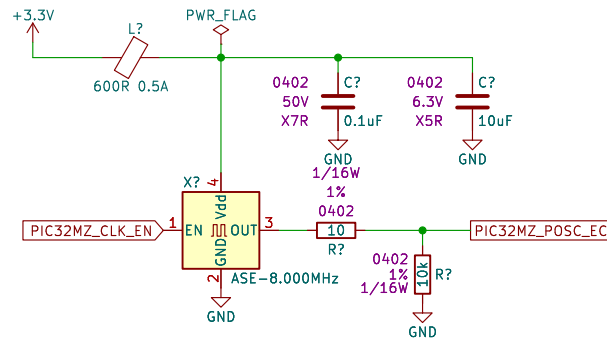 +3.3V
PWR_FLAG
L?
600R 0.5A
0402
50V
X7R
C?
0.1uF
GND
0402
6.3V
X5R
C?
10uF
GND
X?
4
Vdd
PIC32MZ_CLK_EN
1
EN
OUT
3
GND
2
ASE-8.000MHz
GND
1/16W
1%
0402
10
R?
PIC32MZ_POSC_EC
0402
1%
1/16W
10k
R?
GND